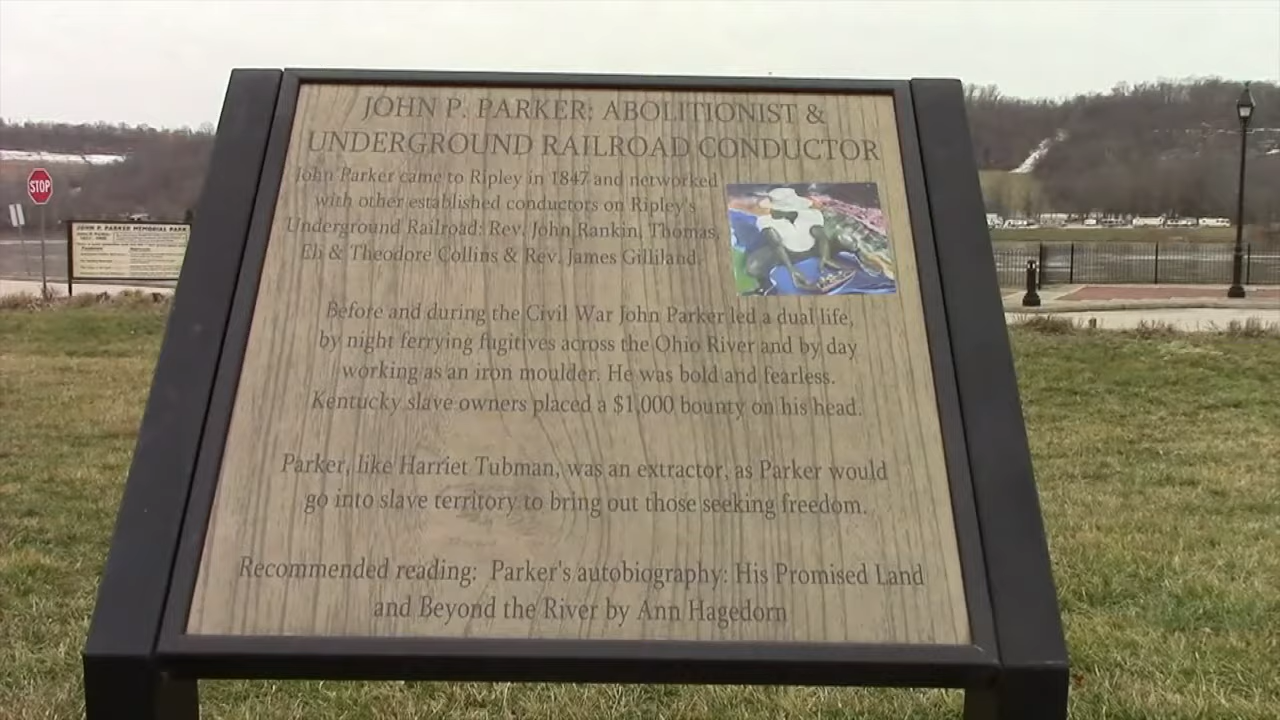 JOHN P. PARKER: ABOLITIONIST &
UNDERGROUND RAILROAD CONDUCTOR
John Parker came to Ripley in 1847 and networked
with other established conductors on Ripley's
Underground Railroad: Rev. John Rankin, Thomas,
Eli & Theodore Collins & Rev. James Gilliland.
Before and during the Civil War John Parker led a dual life,
by night ferrying fugitives across the Ohio River and by day
working as an iron moulder. He was bold and fearless.
Kentucky slave owners placed a $1,000 bounty on his head.
Parker, like Harriet Tubman, was an extractor, as Parker would
go into slave territory to bring out those seeking freedom.
Recommended reading: Parker's autobiography: His Promised Land
and Beyond the River by Ann Hagedorn
STOP
JOHN P. PARKER MEMORIAL PARK